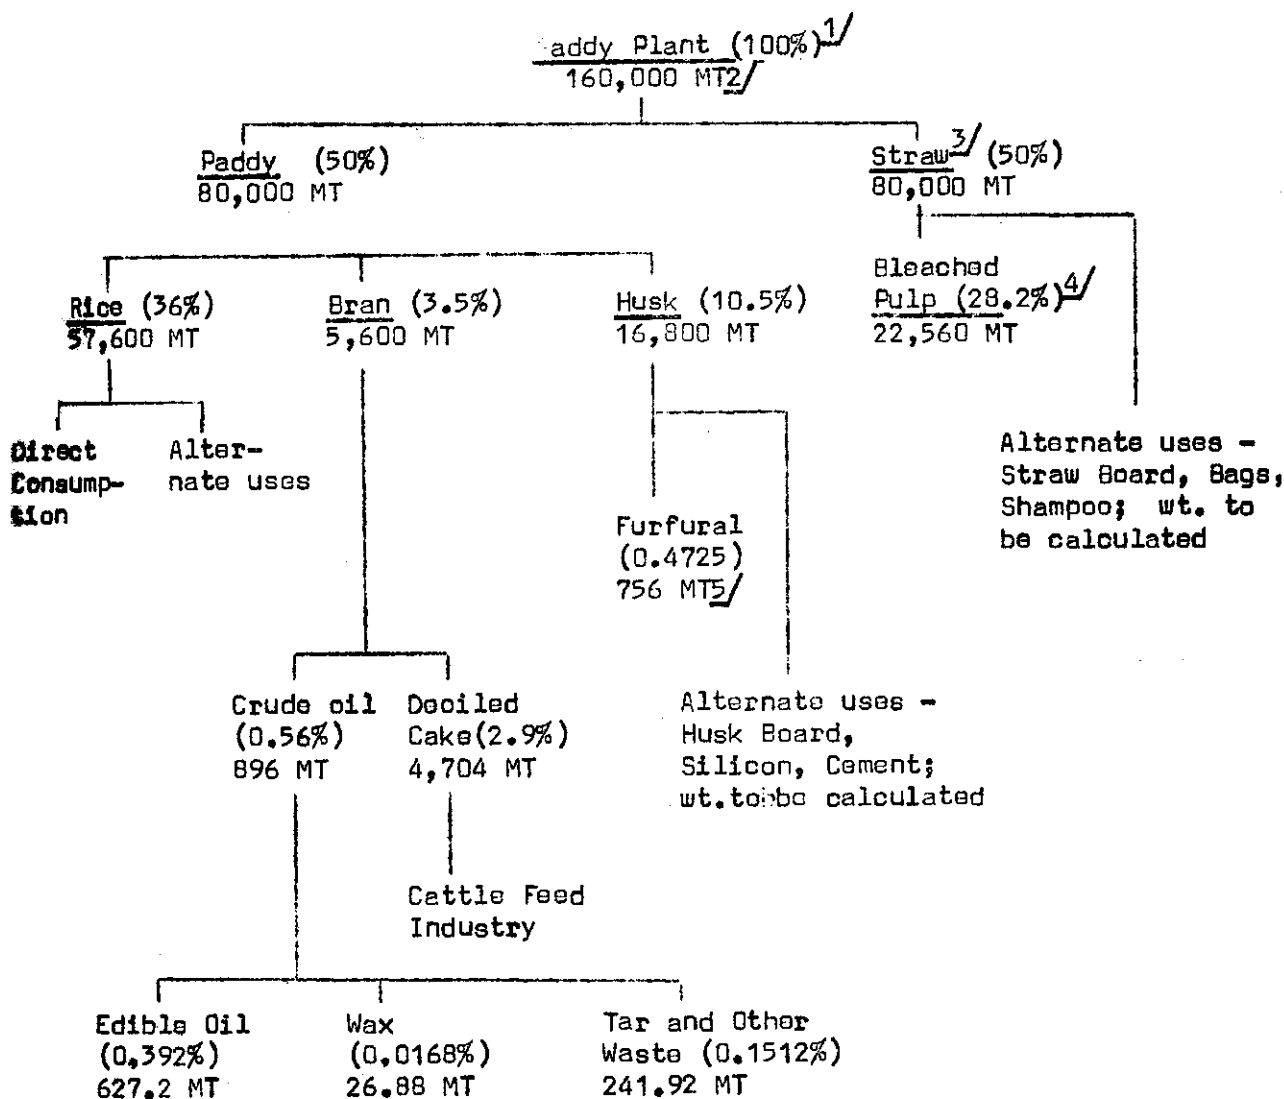 addy Plant (100%) 1/
160,000 MT2/
Paddy (50%)
80,000 MT
Straw 3/ (50%)
80,000 MT
Rice (36%)
57,600 MT
Bran (3.5%)
5,600 MT
Husk (10.5%)
16,800 MT
Bleached
Pulp (28.2%) 4/
22,560 MT
Direct
Consump-
tion
Alter-
nate uses
Furfural
(0.4725)
756 MT5/
Alternate uses -
Straw Board, Bags,
Shampoo; wt. to
be calculated
Crude oil
(0.56%)
896 MT
Deoiled
Cake(2.9%)
4,704 MT
Alternate uses -
Husk Board,
Silicon, Cement;
wt.to be calculated
Cattle Feed
Industry
Edible Oil
(0,392%)
627.2 MT
Wax
(0,0168%)
26.88 MT
Tar and Other
Waste (0.1512%)
241.92 MT